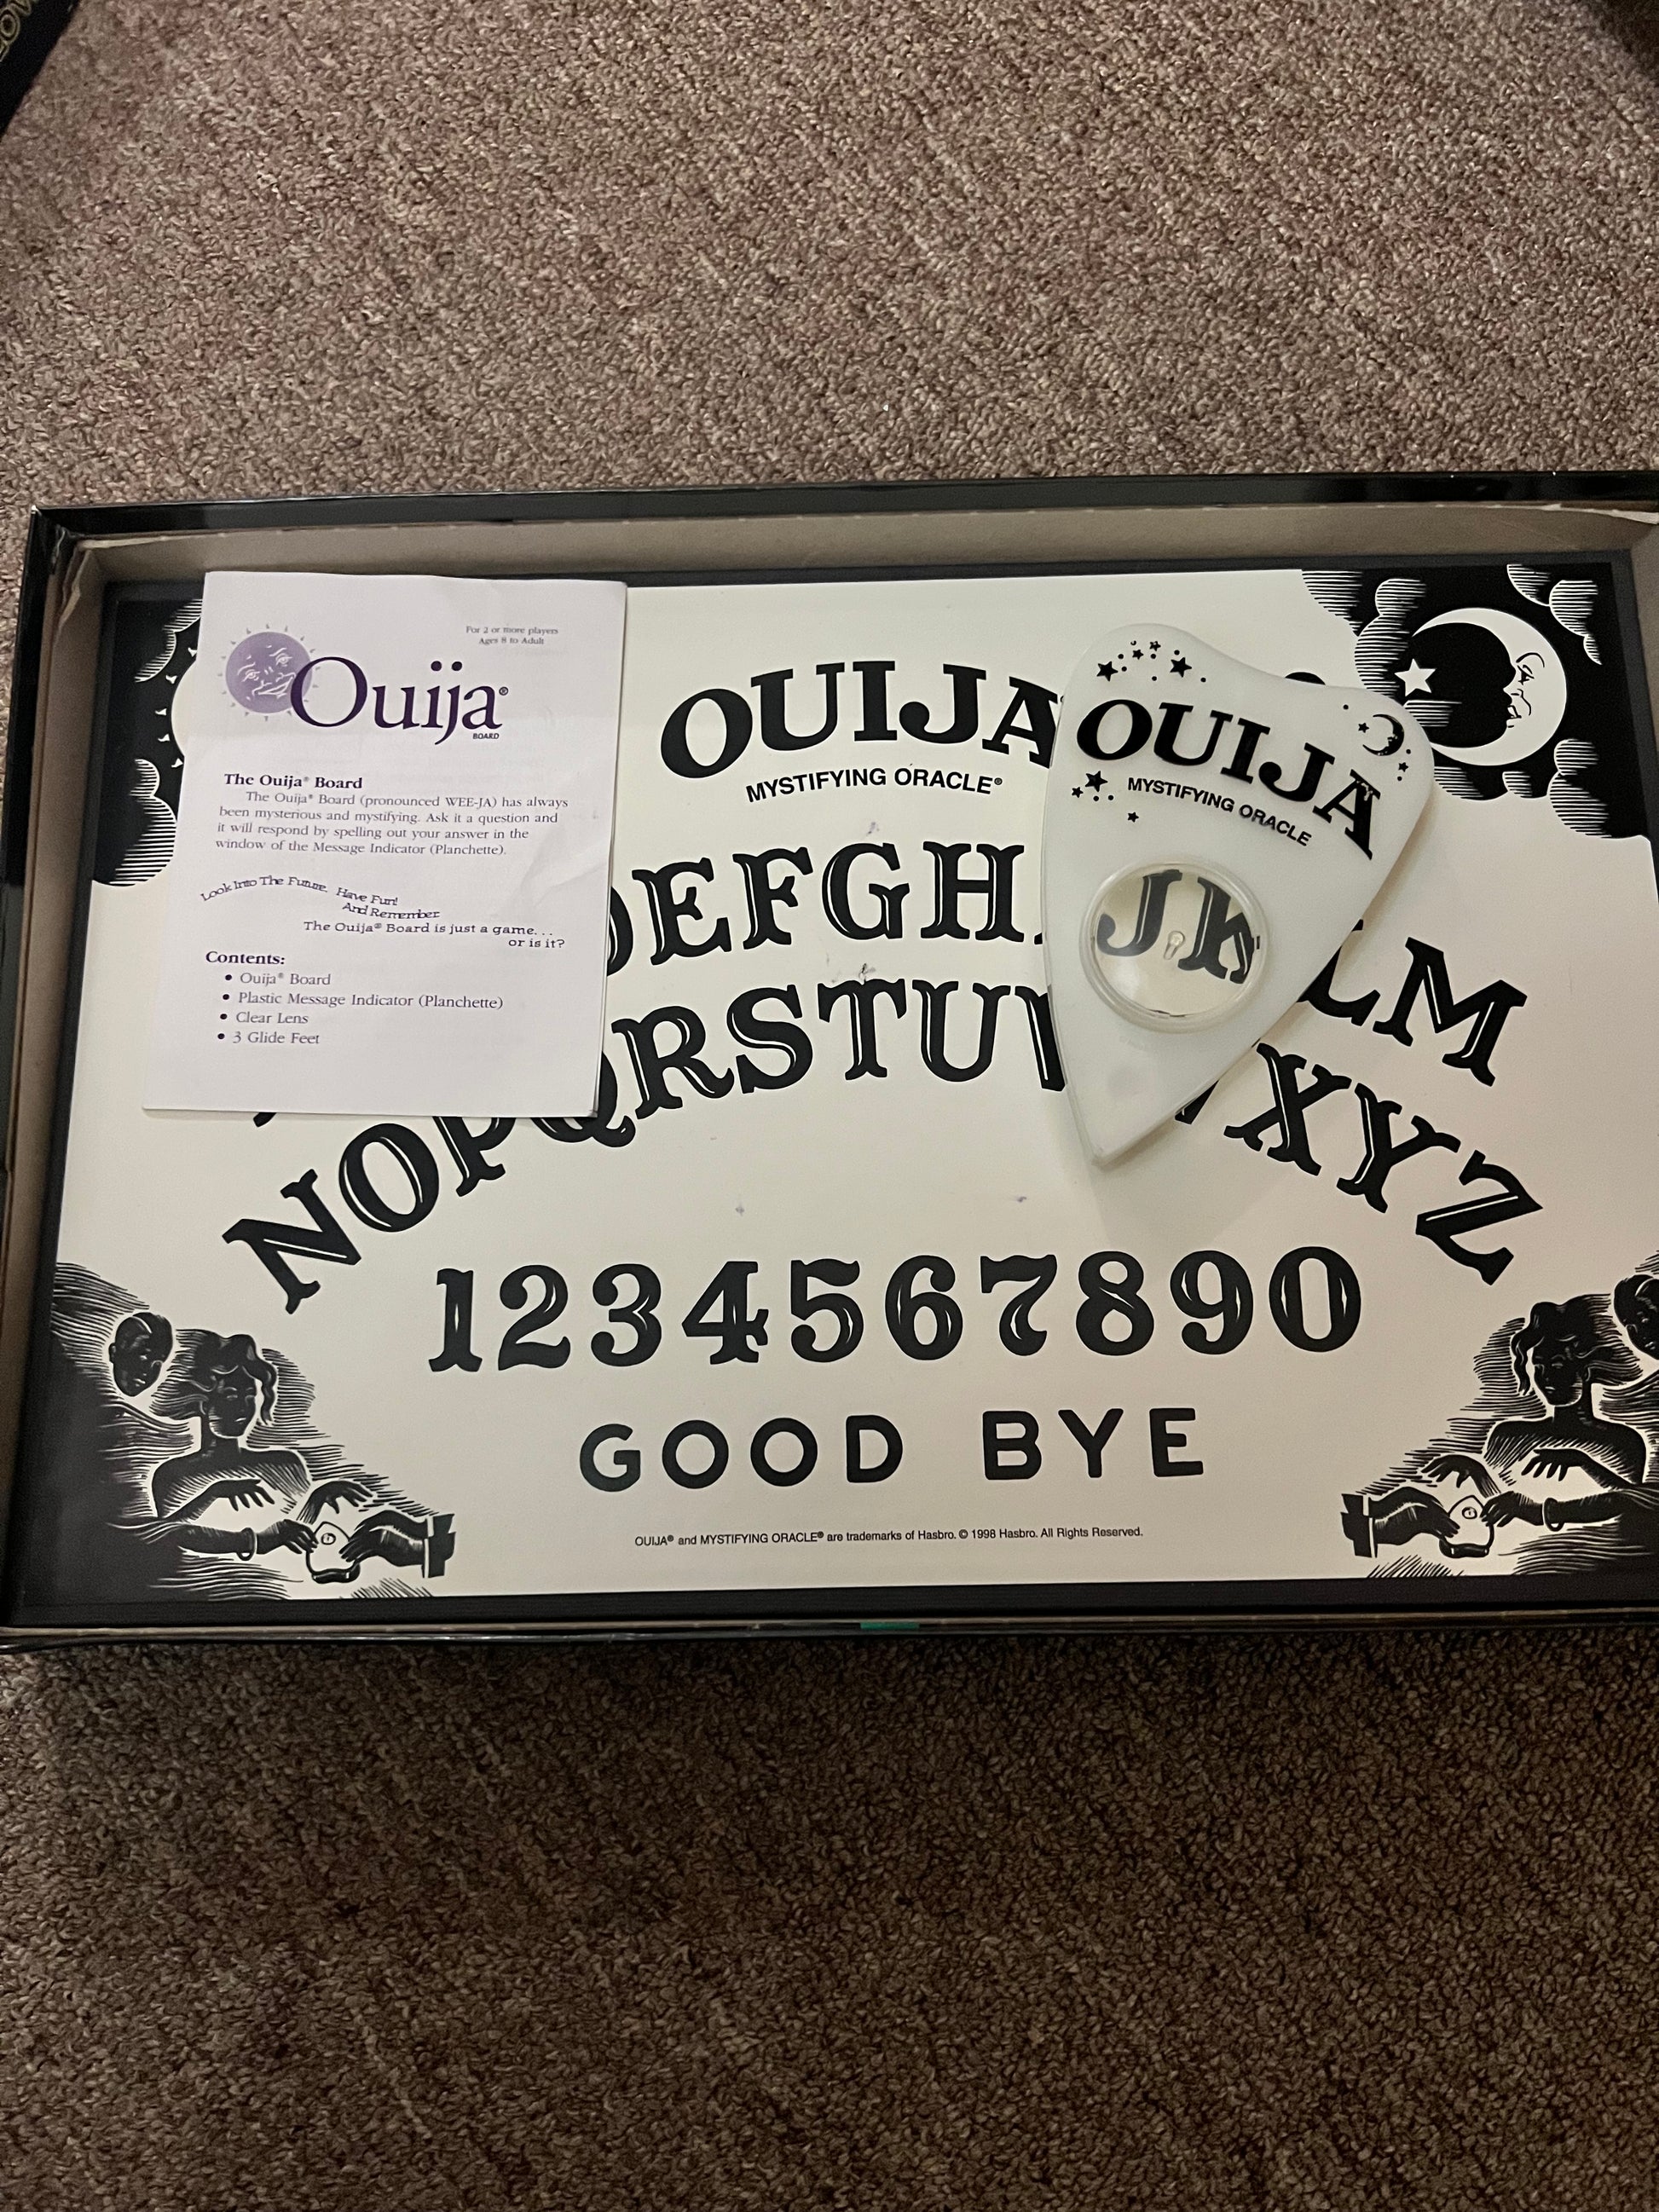 For 2 or more players
Ages 8 to Adult
Ouija®
BOARD
The Ouija® Board
The Ouija® Board (pronounced WEE-JA) has always
been mysterious and mystifying. Ask it a question and
it will respond by spelling out your answer in the
window of the Message Indicator (Planchette).
Look Into The Future. Have Fun!
And Remember
The Ouija® Board is just a game. . .
or is it?
Contents:
• Ouija® Board
• Plastic Message Indicator (Planchette)
• Clear Lens
• 3 Glide Feet
OUIJA
MYSTIFYING ORACLE®
OUIJA
MYSTIFYING ORACLE
DEFGH JK LM
NOPQRSTUV XYZ
1234567890
GOOD BYE
OUIJA® and MYSTIFYING ORACLE® are trademarks of Hasbro. © 1998 Hasbro. All Rights Reserved.